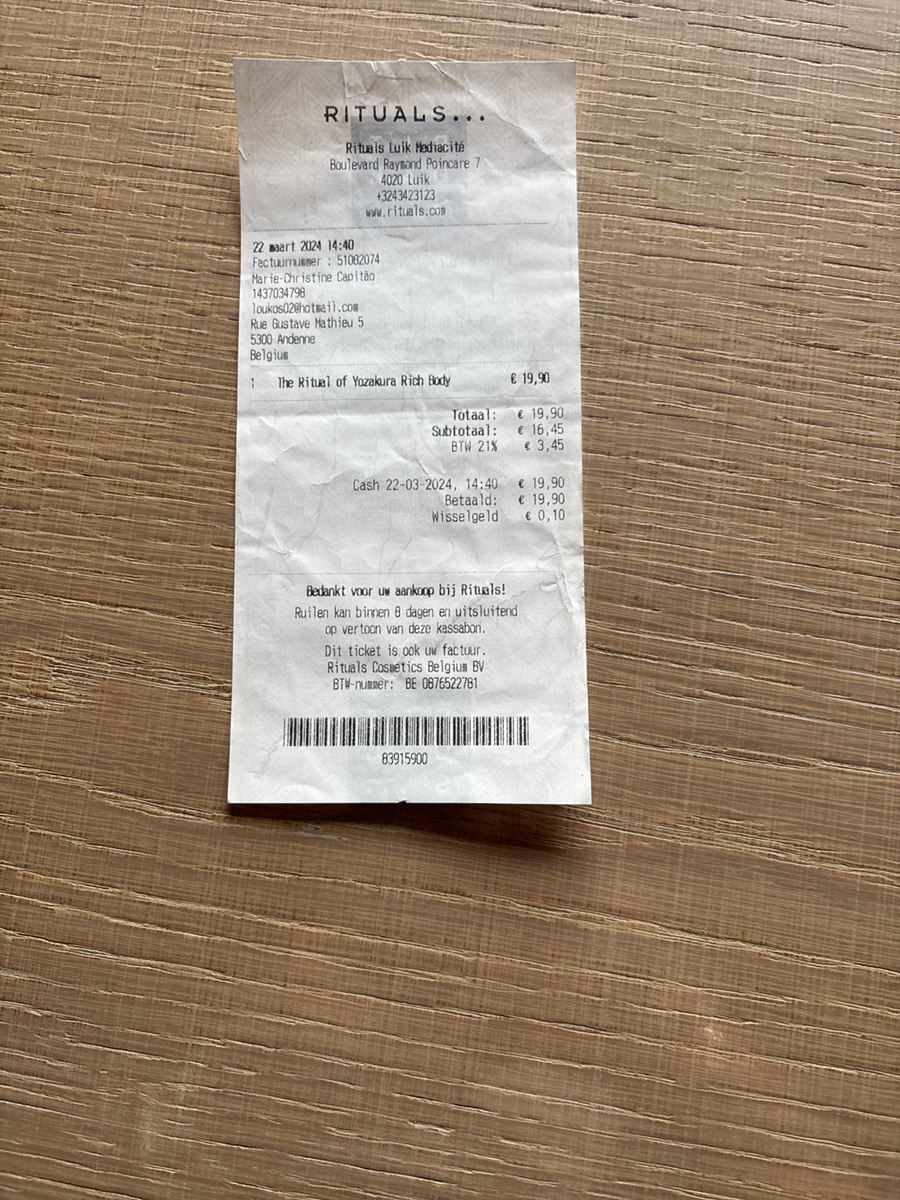 RITUALS...
Rituals Luik Mediacité
Boulevard Raymond Poincare 7
4020 Luik
+3243423123
www.rituals.com
22 maart 2024 14:40
Factuurnummer : 51082074
Marie-Christine Capitão
1437034798
loukos02@hotmail.com
Rue Gustave Mathieu 5
5300 Andenne
Belgium
1 The Ritual of Yozakura Rich Body € 19,90
Totaal: € 19,90
Subtotaal: € 16,45
BTW 21% € 3,45
Cash 22-03-2024, 14:40 € 19,90
Betaald: € 19,90
Wisselgeld € 0,10
Bedankt voor uw aankoop bij Rituals!
Ruilen kan binnen 8 dagen en uitsluitend
op vertoon van deze kassabon.
Dit ticket is ook uw factuur.
Rituals Cosmetics Belgium BV
BTW-nummer: BE 0876522781
83915900